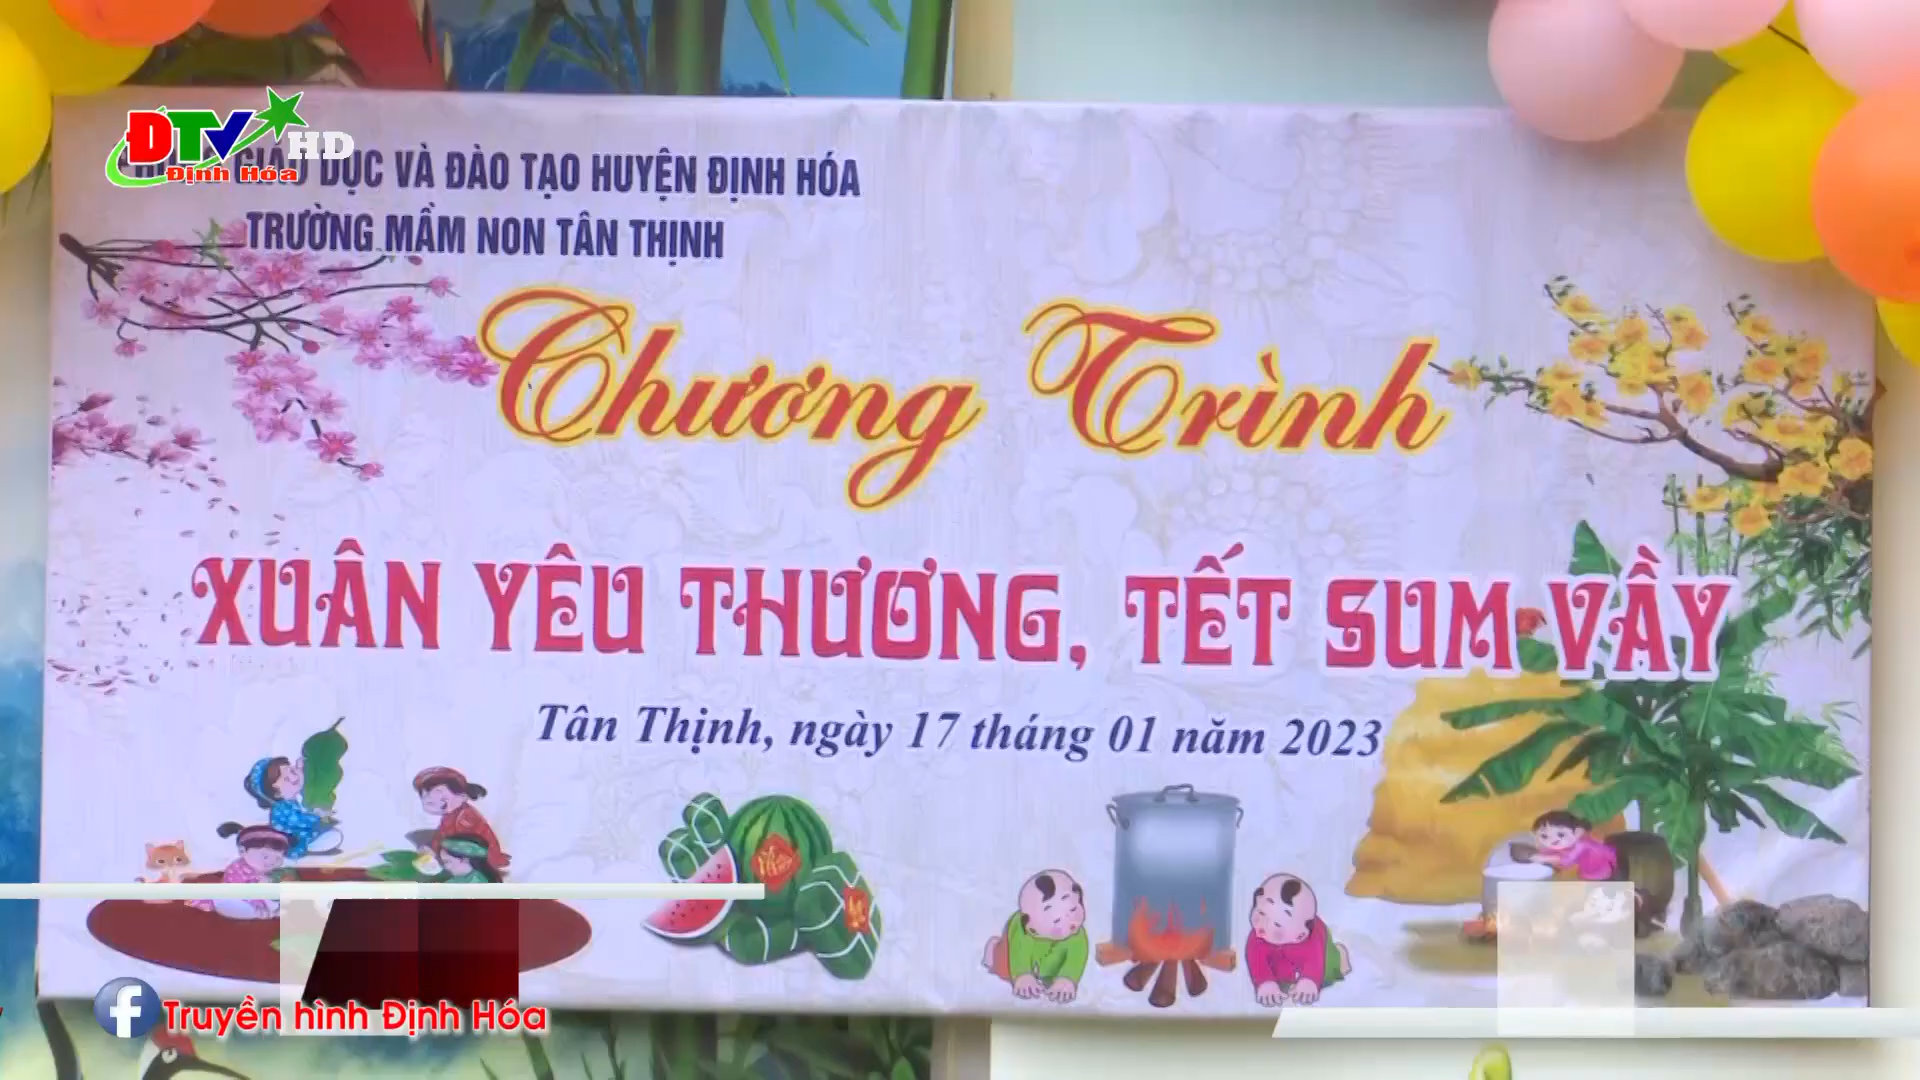 ĐTV HD
Định Hóa
GIÁO DỤC VÀ ĐÀO TẠO HUYỆN ĐỊNH HÓA
TRƯỜNG MẦM NON TÂN THỊNH
Chương Trình
XUÂN YÊU THƯƠNG, TẾT SUM VẦY
Tân Thịnh, ngày 17 tháng 01 năm 2023
Truyền hình Định Hóa